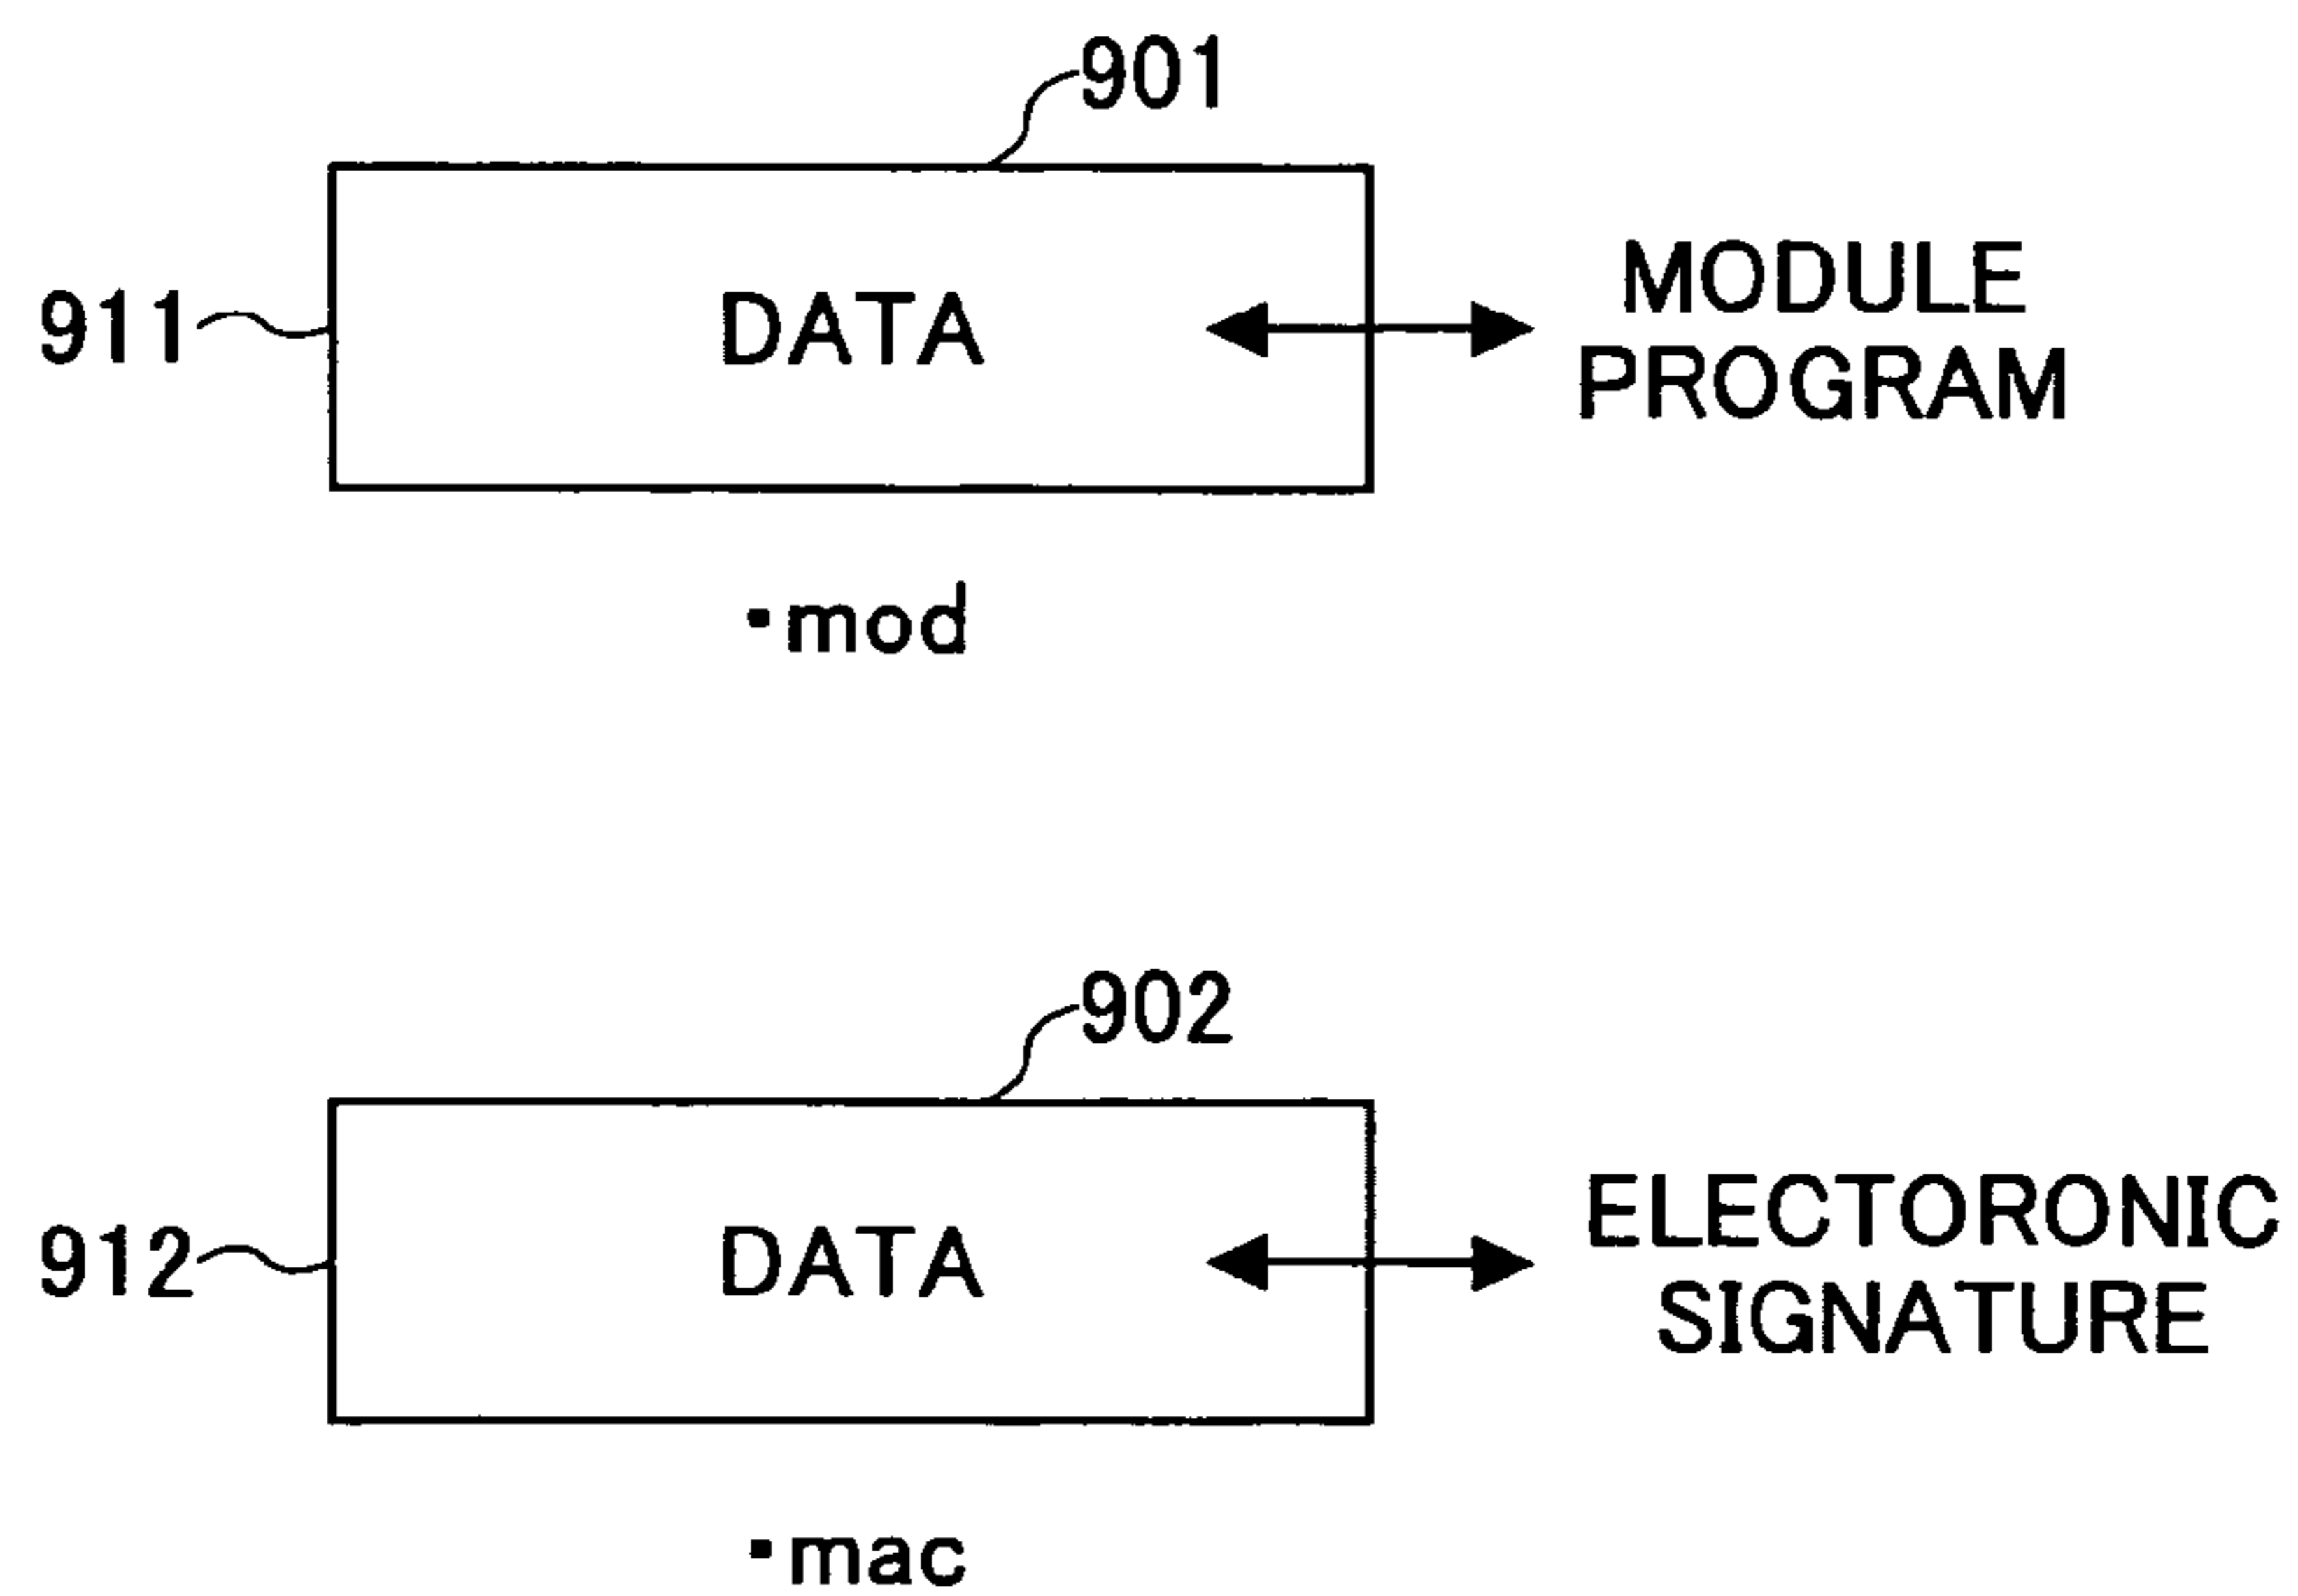 901
911
DATA
MODULE
PROGRAM
・mod
902
912
DATA
ELECTORONIC
SIGNATURE
・mac